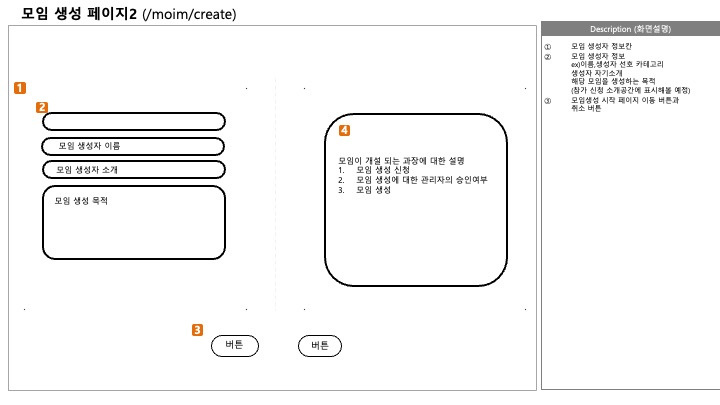 모임 생성 페이지2 (/moim/create)
Description (화면설명)
① 모임 생성자 정보칸
② 모임 생성자 정보
ex)이름,생성자 선호 카테고리
생성자 자기소개
해당 모임을 생성하는 목적
(참가 신청 소개공간에 표시해볼 예정)
③ 모임생성 시작 페이지 이동 버튼과
취소 버튼
1
2
모임 생성자 이름
모임 생성자 소개
모임 생성 목적
4
모임이 개설 되는 과장에 대한 설명
1. 모임 생성 신청
2. 모임 생성에 대한 관리자의 승인여부
3. 모임 생성
3
버튼
버튼